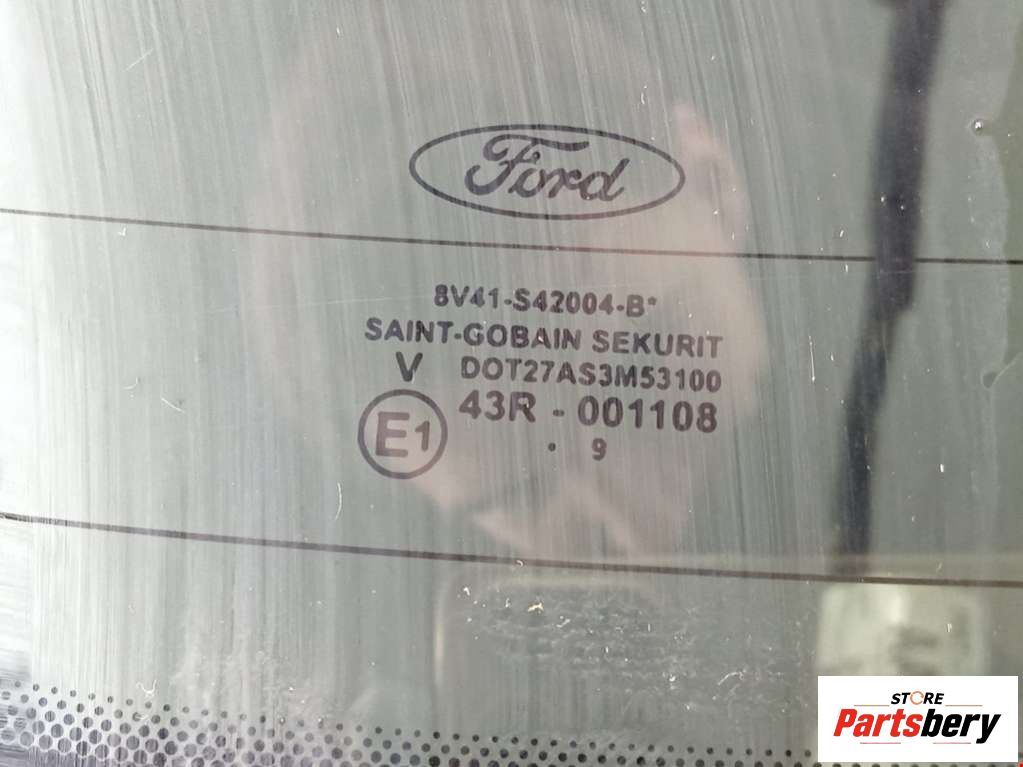 Ford
8V41-S42004-B*
SAINT-GOBAIN SEKURIT
V DOT27AS3M53100
E1 43R - 001108
. 9
STORE
Partsbery